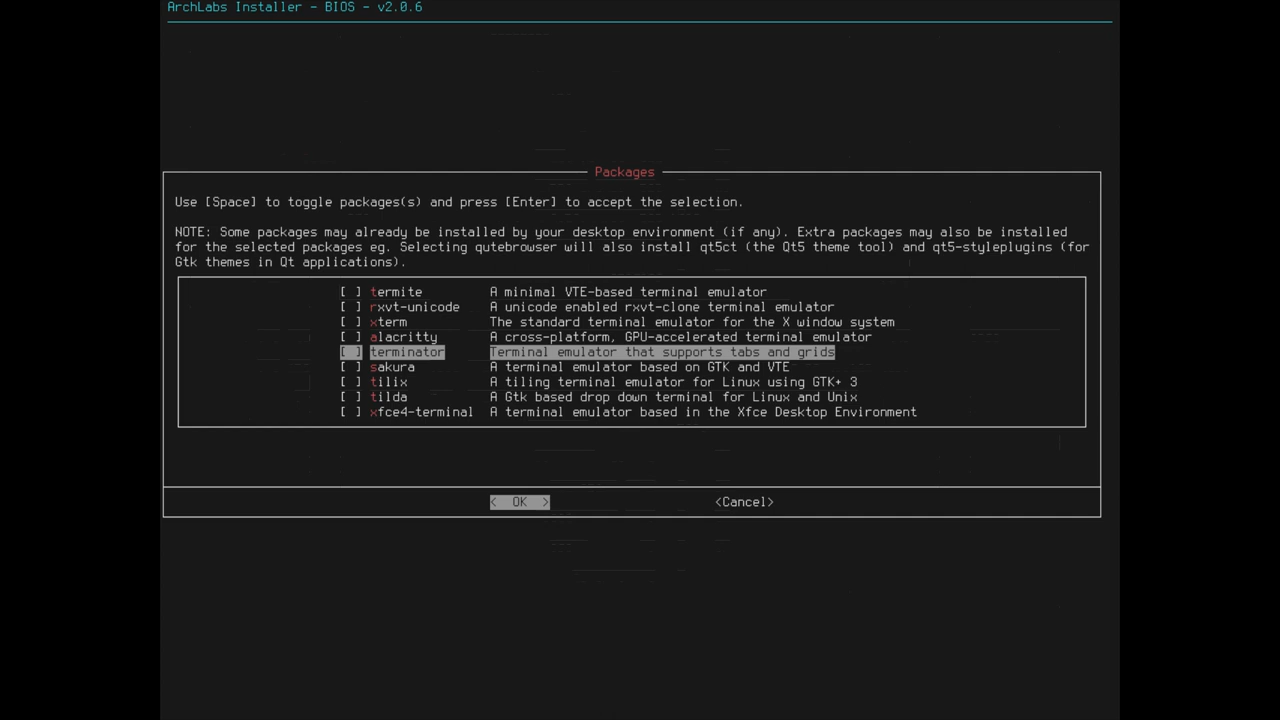 ArchLabs Installer - BIOS - v2.0.6
Packages
Use [Space] to toggle packages(s) and press [Enter] to accept the selection.
NOTE: Some packages may already be installed by your desktop environment (if any). Extra packages may also be installed
for the selected packages eg. Selecting qutebrowser will also install qt5ct (the Qt5 theme tool) and qt5-styleplugins (for
Gtk themes in Qt applications).
[ ] termite A minimal VTE-based terminal emulator
[ ] rxvt-unicode A unicode enabled rxvt-clone terminal emulator
[ ] xterm The standard terminal emulator for the X window system
[ ] alacritty A cross-platform, GPU-accelerated terminal emulator
[ ] terminator Terminal emulator that supports tabs and grids
[ ] sakura A terminal emulator based on GTK and VTE
[ ] tilix A tiling terminal emulator for Linux using GTK+ 3
[ ] tilda A Gtk based drop down terminal for Linux and Unix
[ ] xfce4-terminal A terminal emulator based in the Xfce Desktop Environment
< OK > <Cancel>